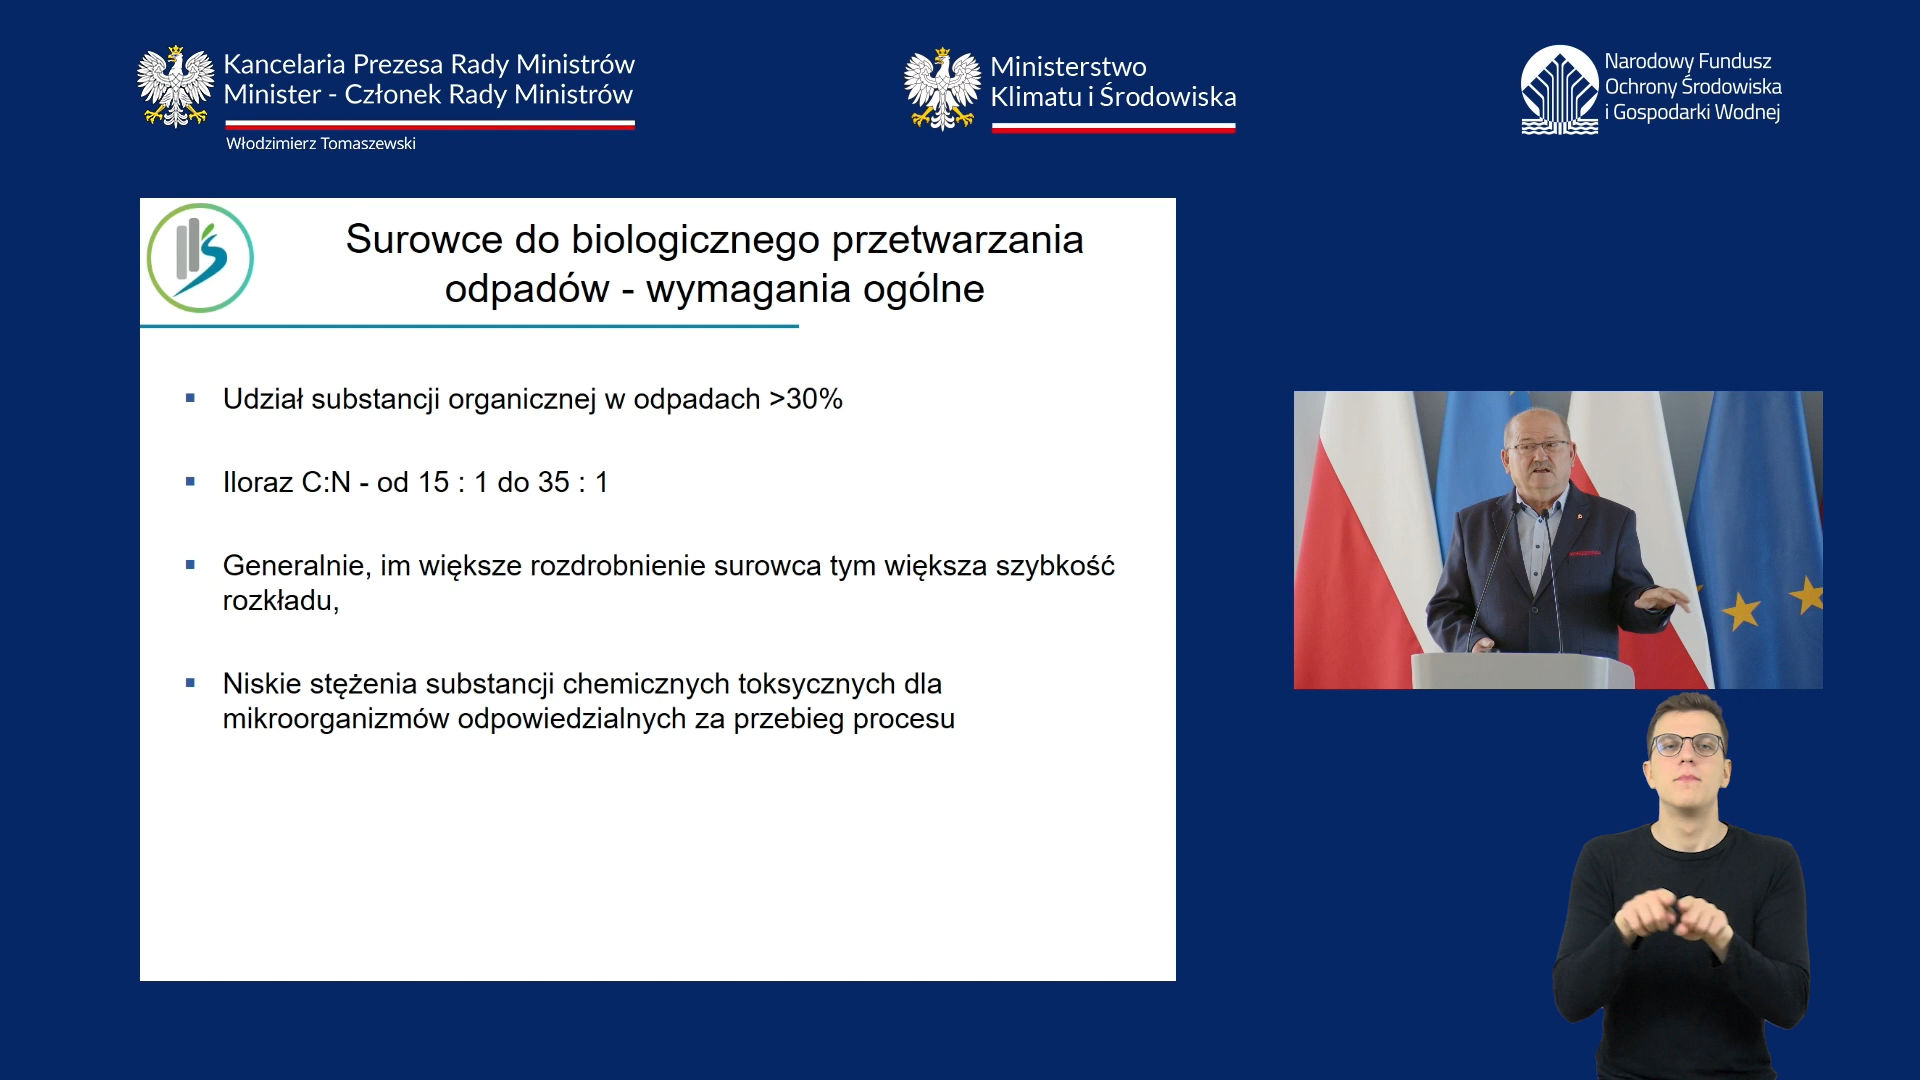 Kancelaria Prezesa Rady Ministrów
Minister - Członek Rady Ministrów
Włodzimierz Tomaszewski
Ministerstwo
Klimatu i Środowiska
Narodowy Fundusz
Ochrony Środowiska
i Gospodarki Wodnej
Surowce do biologicznego przetwarzania
odpadów - wymagania ogólne
▪ Udział substancji organicznej w odpadach >30%
▪ Iloraz C:N - od 15 : 1 do 35 : 1
▪ Generalnie, im większe rozdrobnienie surowca tym większa szybkość
rozkładu,
▪ Niskie stężenia substancji chemicznych toksycznych dla
mikroorganizmów odpowiedzialnych za przebieg procesu